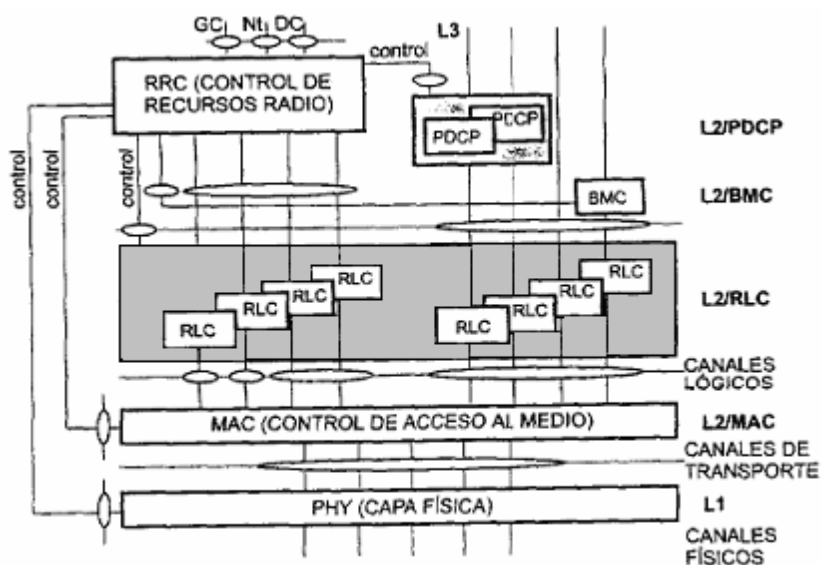 GC Nt DC
L3
control
RRC (CONTROL DE
RECURSOS RADIO)
PDCP
PDCP
L2/PDCP
control
control
control
BMC
L2/BMC
RLC
RLC
RLC
RLC
RLC
RLC
RLC
RLC
L2/RLC
CANALES
LÓGICOS
MAC (CONTROL DE ACCESO AL MEDIO)
L2/MAC
CANALES DE
TRANSPORTE
PHY (CAPA FÍSICA)
L1
CANALES
FÍSICOS